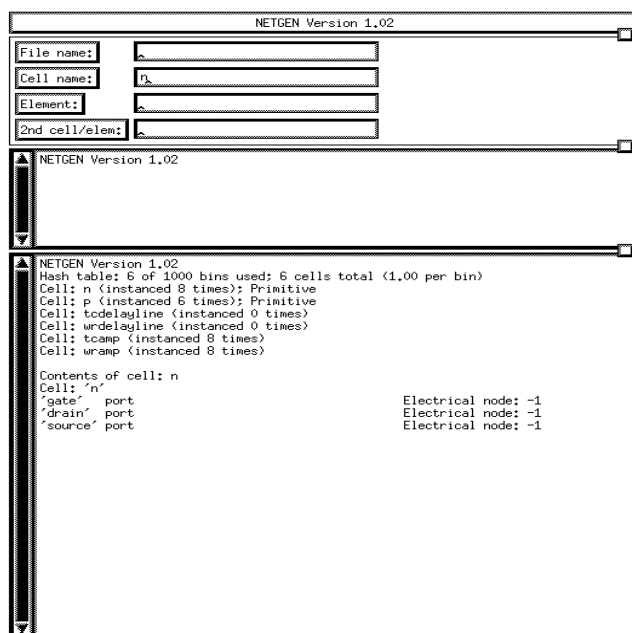 NETGEN Version 1.02
File name:
Cell name: n
Element:
2nd cell/elem:
NETGEN Version 1.02
NETGEN Version 1.02
Hash table: 6 of 1000 bins used; 6 cells total (1.00 per bin)
Cell: n (instanced 8 times); Primitive
Cell: p (instanced 6 times); Primitive
Cell: tcdelayline (instanced 0 times)
Cell: wrdelayline (instanced 0 times)
Cell: tcamp (instanced 8 times)
Cell: wramp (instanced 8 times)
Contents of cell: n
Cell: 'n'
'gate' port Electrical node: -1
'drain' port Electrical node: -1
'source' port Electrical node: -1